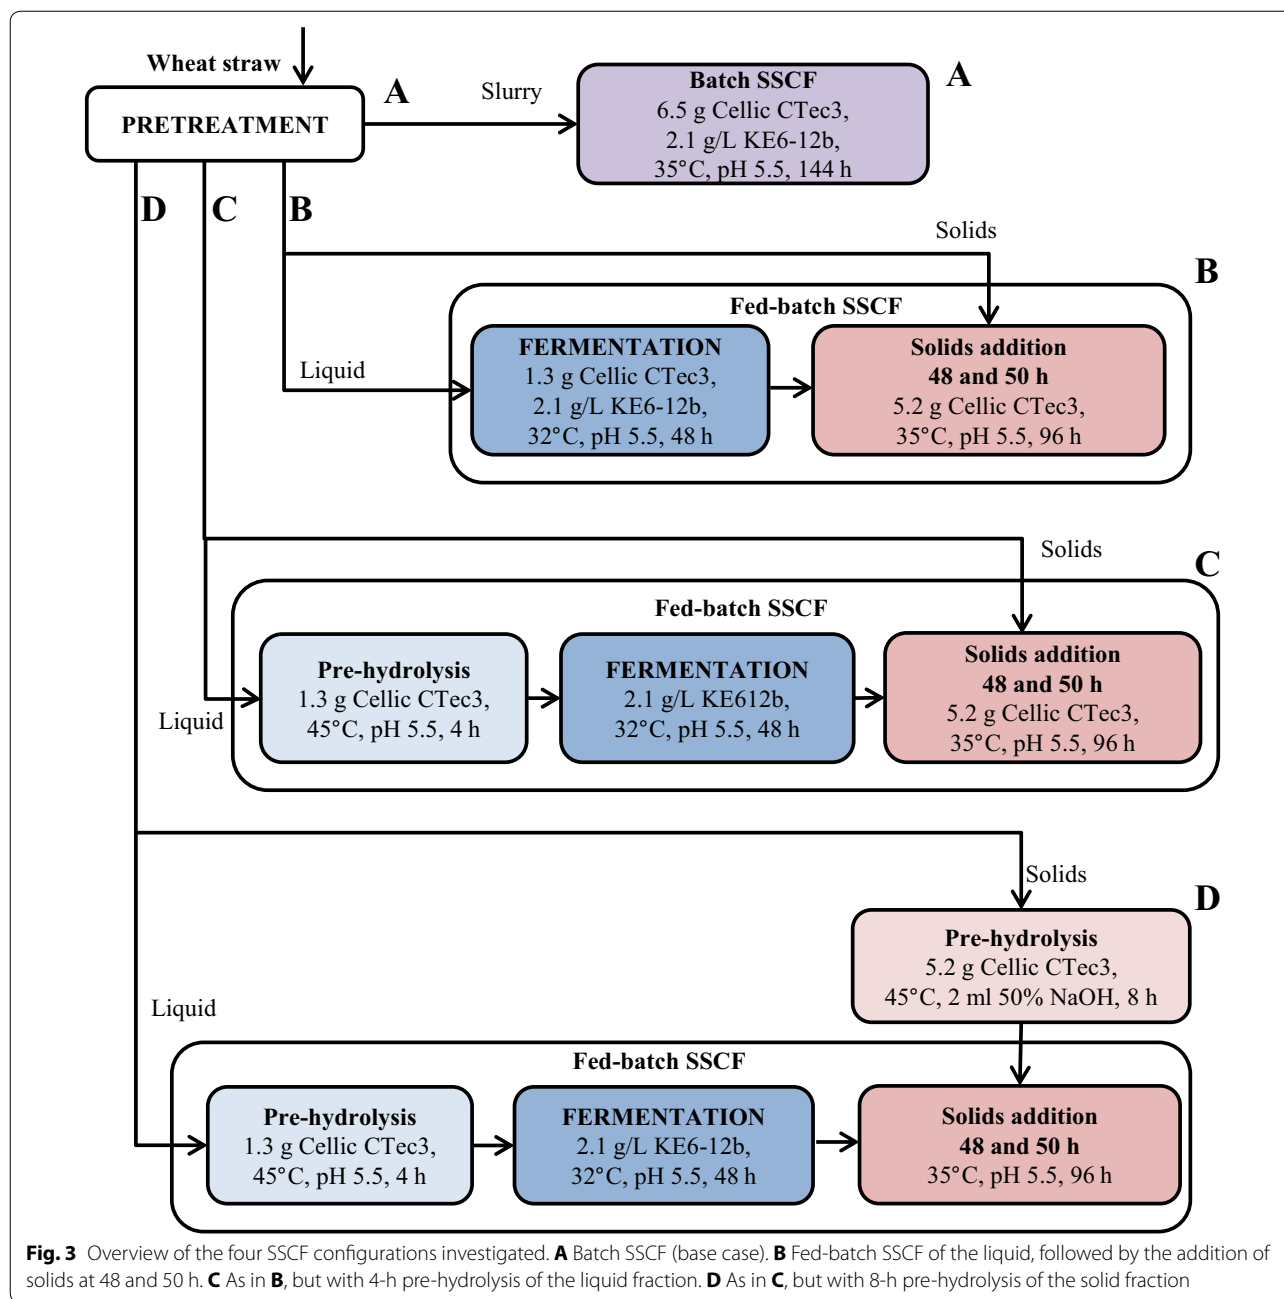 Wheat straw
PRETREATMENT
A
Slurry
A
Batch SSCF
6.5 g Cellic CTec3,
2.1 g/L KE6-12b,
35°C, pH 5.5, 144 h
D
C
B
Solids
B
Fed-batch SSCF
Liquid
FERMENTATION
1.3 g Cellic CTec3,
2.1 g/L KE6-12b,
32°C, pH 5.5, 48 h
Solids addition
48 and 50 h
5.2 g Cellic CTec3,
35°C, pH 5.5, 96 h
Solids
C
Fed-batch SSCF
Liquid
Pre-hydrolysis
1.3 g Cellic CTec3,
45°C, pH 5.5, 4 h
FERMENTATION
2.1 g/L KE612b,
32°C, pH 5.5, 48 h
Solids addition
48 and 50 h
5.2 g Cellic CTec3,
35°C, pH 5.5, 96 h
Solids
D
Pre-hydrolysis
5.2 g Cellic CTec3,
45°C, 2 ml 50% NaOH, 8 h
Liquid
Fed-batch SSCF
Pre-hydrolysis
1.3 g Cellic CTec3,
45°C, pH 5.5, 4 h
FERMENTATION
2.1 g/L KE6-12b,
32°C, pH 5.5, 48 h
Solids addition
48 and 50 h
35°C, pH 5.5, 96 h
Fig. 3 Overview of the four SSCF configurations investigated. A Batch SSCF (base case). B Fed-batch SSCF of the liquid, followed by the addition of
solids at 48 and 50 h. C As in B, but with 4-h pre-hydrolysis of the liquid fraction. D As in C, but with 8-h pre-hydrolysis of the solid fraction